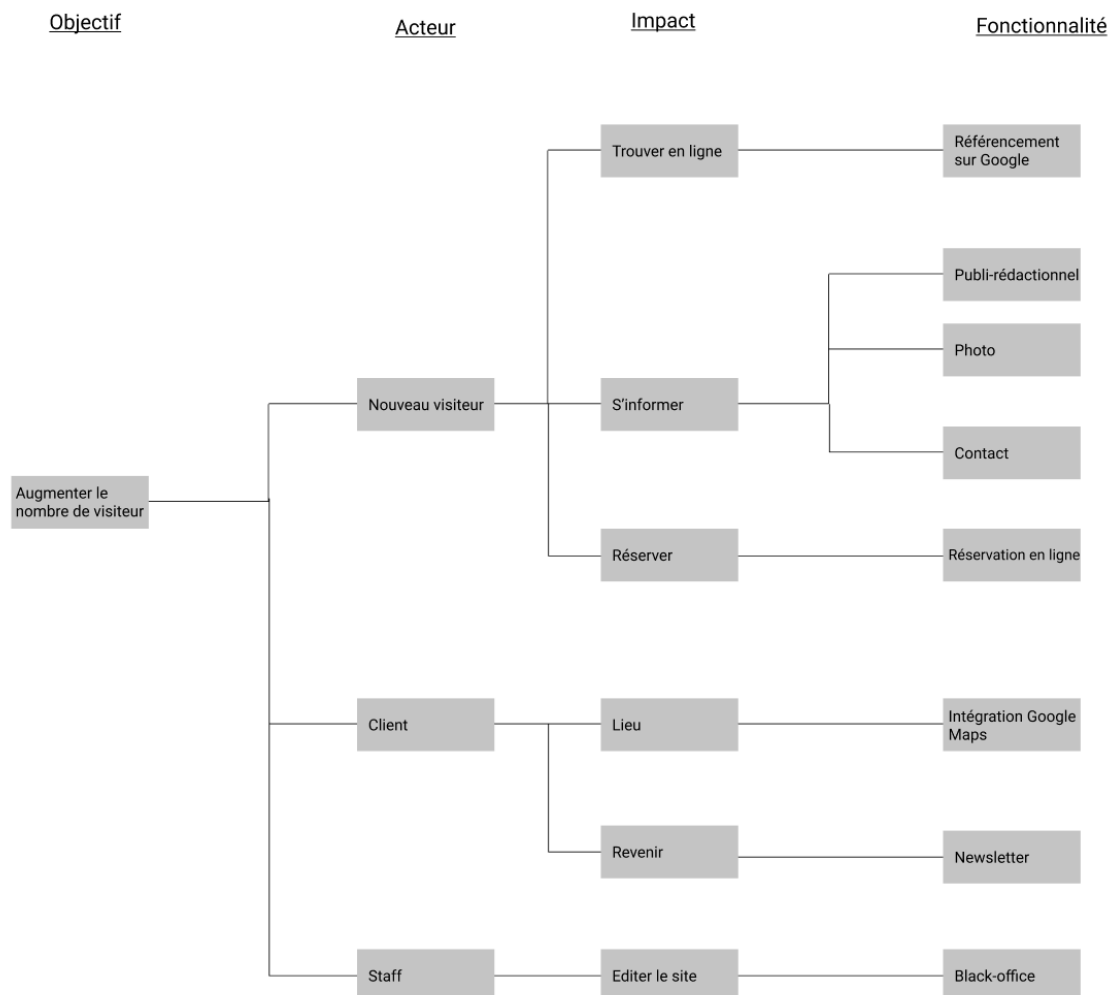 Objectif
Acteur
Impact
Fonctionnalité
Trouver en ligne
Référencement
sur Google
Publi-rédactionnel
Photo
Nouveau visiteur
S'informer
Contact
Augmenter le
nombre de visiteur
Réserver
Réservation en ligne
Client
Lieu
Intégration Google
Maps
Revenir
Newsletter
Staff
Editer le site
Black-office